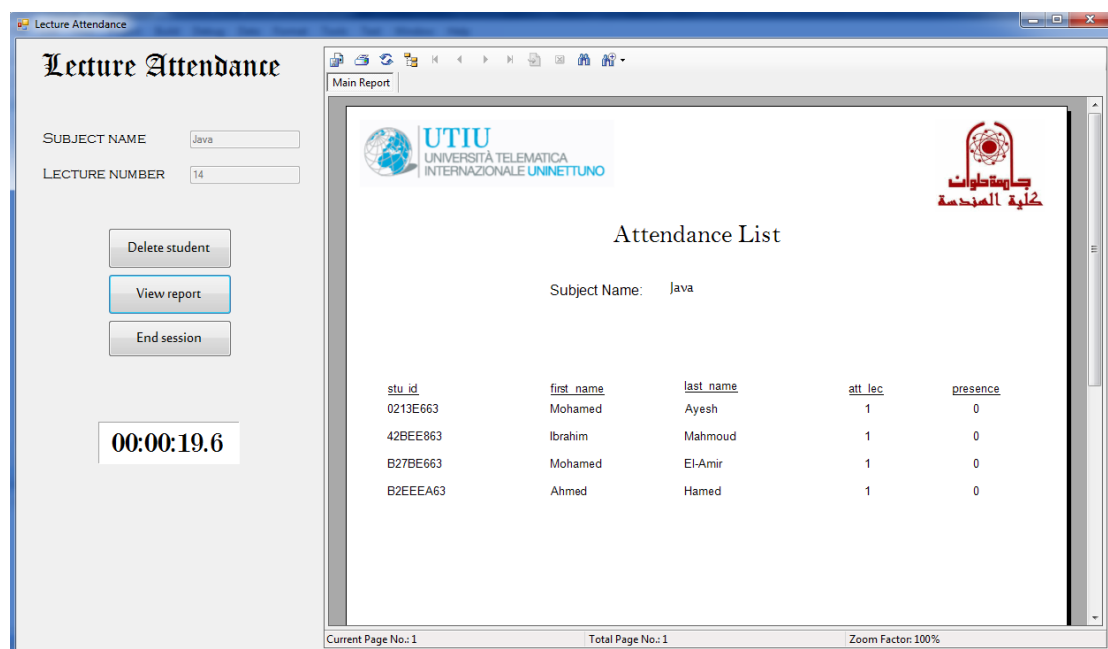 Lecture Attendance
Lecture Attendance
SUBJECT NAME Java
LECTURE NUMBER 14
Delete student
View report
End session
00:00:19.6
Main Report
UTIU
UNIVERSITÀ TELEMATICA
INTERNAZIONALE UNINETTUNO
جامعة حلوان
كلية الهندسة
Attendance List
Subject Name: Java
stu_id first_name last_name att_lec presence
0213E663 Mohamed Ayesh 1 0
42BEE863 Ibrahim Mahmoud 1 0
B27BE663 Mohamed El-Amir 1 0
B2EEEA63 Ahmed Hamed 1 0
Current Page No.: 1 Total Page No.: 1 Zoom Factor: 100%